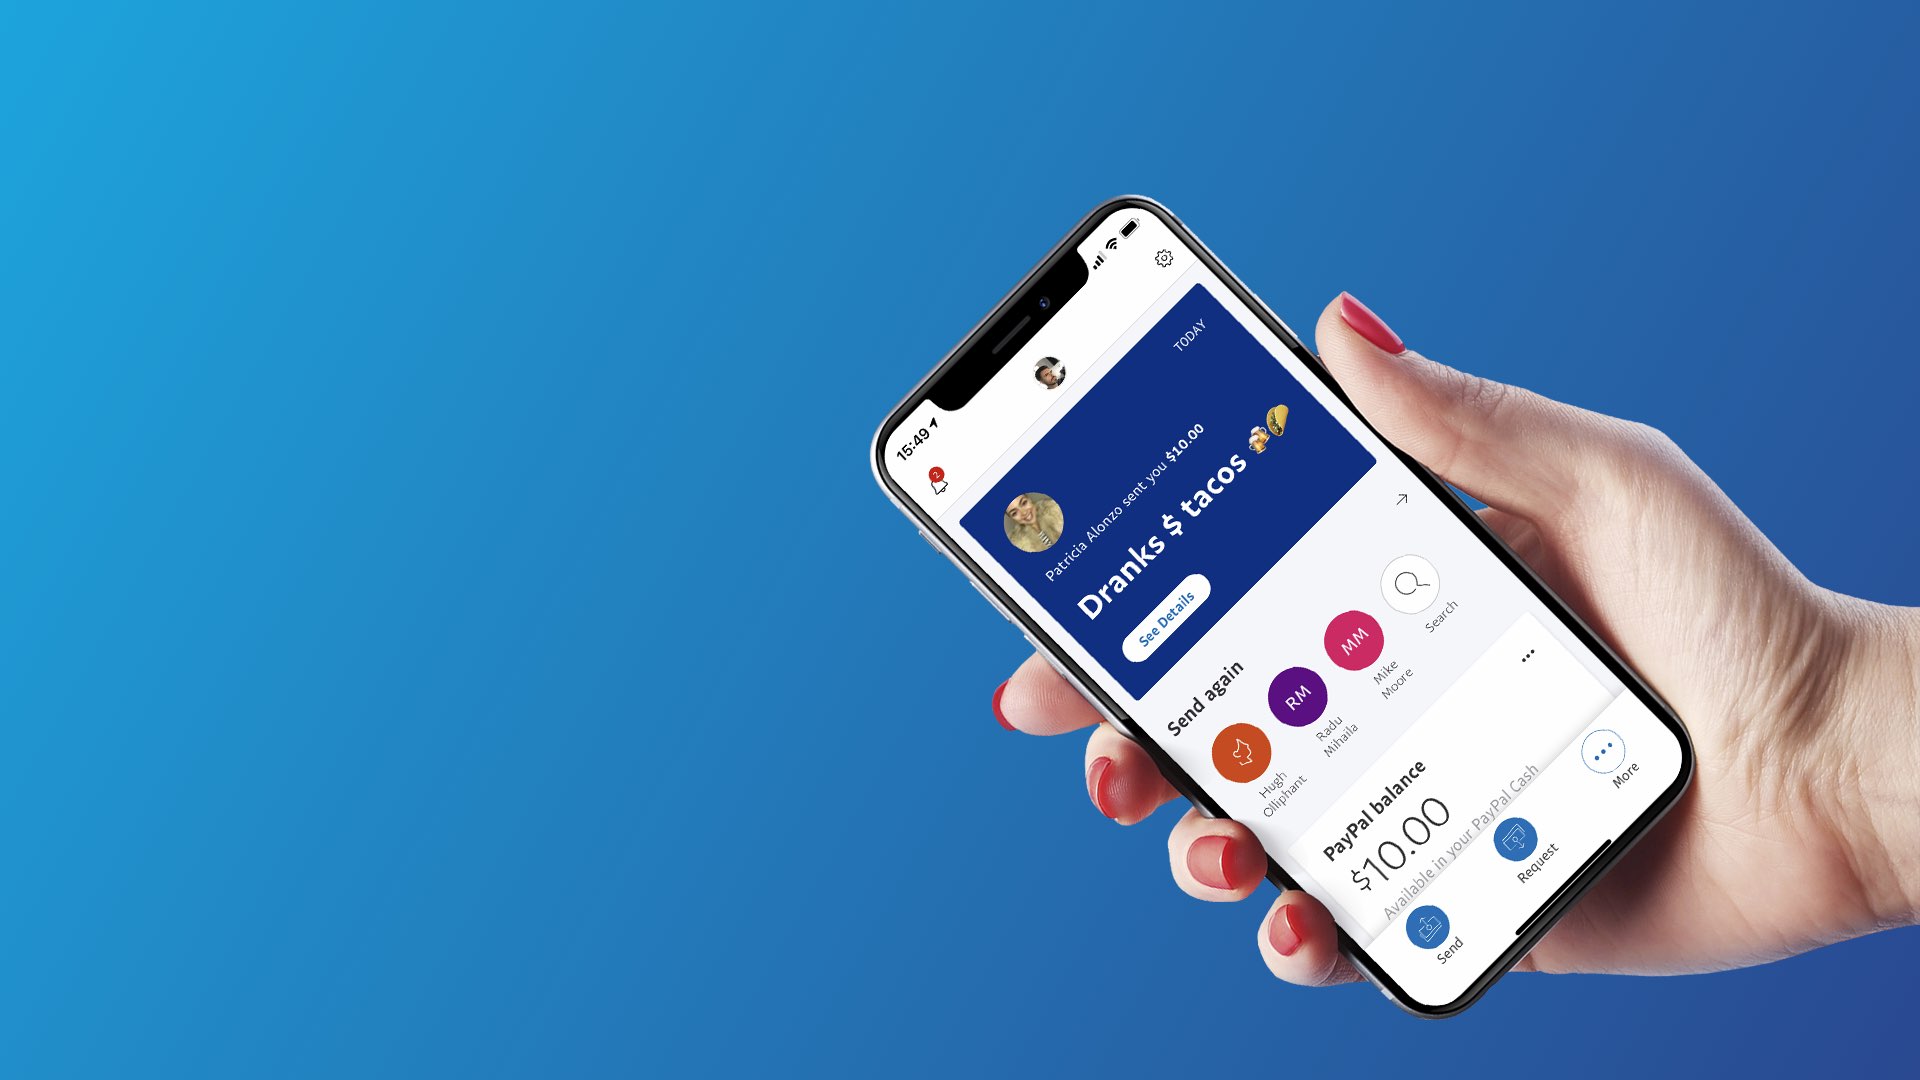 15:49
2
TODAY
Patricia Alonzo sent you $10.00
Dranks $ tacos 🍻🌮
See Details
Send again
Hugh
Olliphant
RM
Radu
Mihaila
MM
Mike
Moore
Search
PayPal balance
$10.00
Available in your PayPal Cash
Send
Request
More